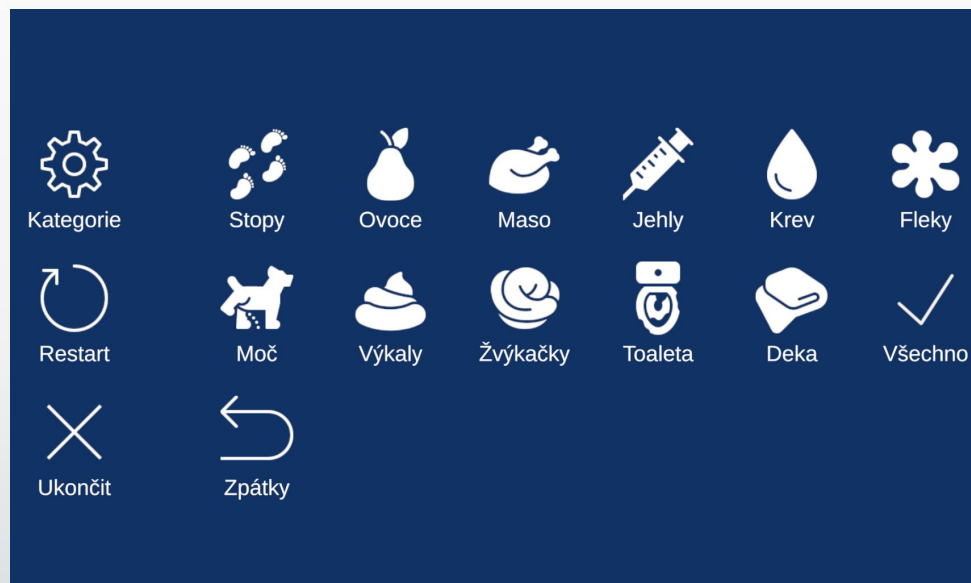 Kategorie
Stopy
Ovoce
Maso
Jehly
Krev
Fleky
Restart
Moč
Výkaly
Žvýkačky
Toaleta
Deka
Všechno
Ukončit
Zpátky